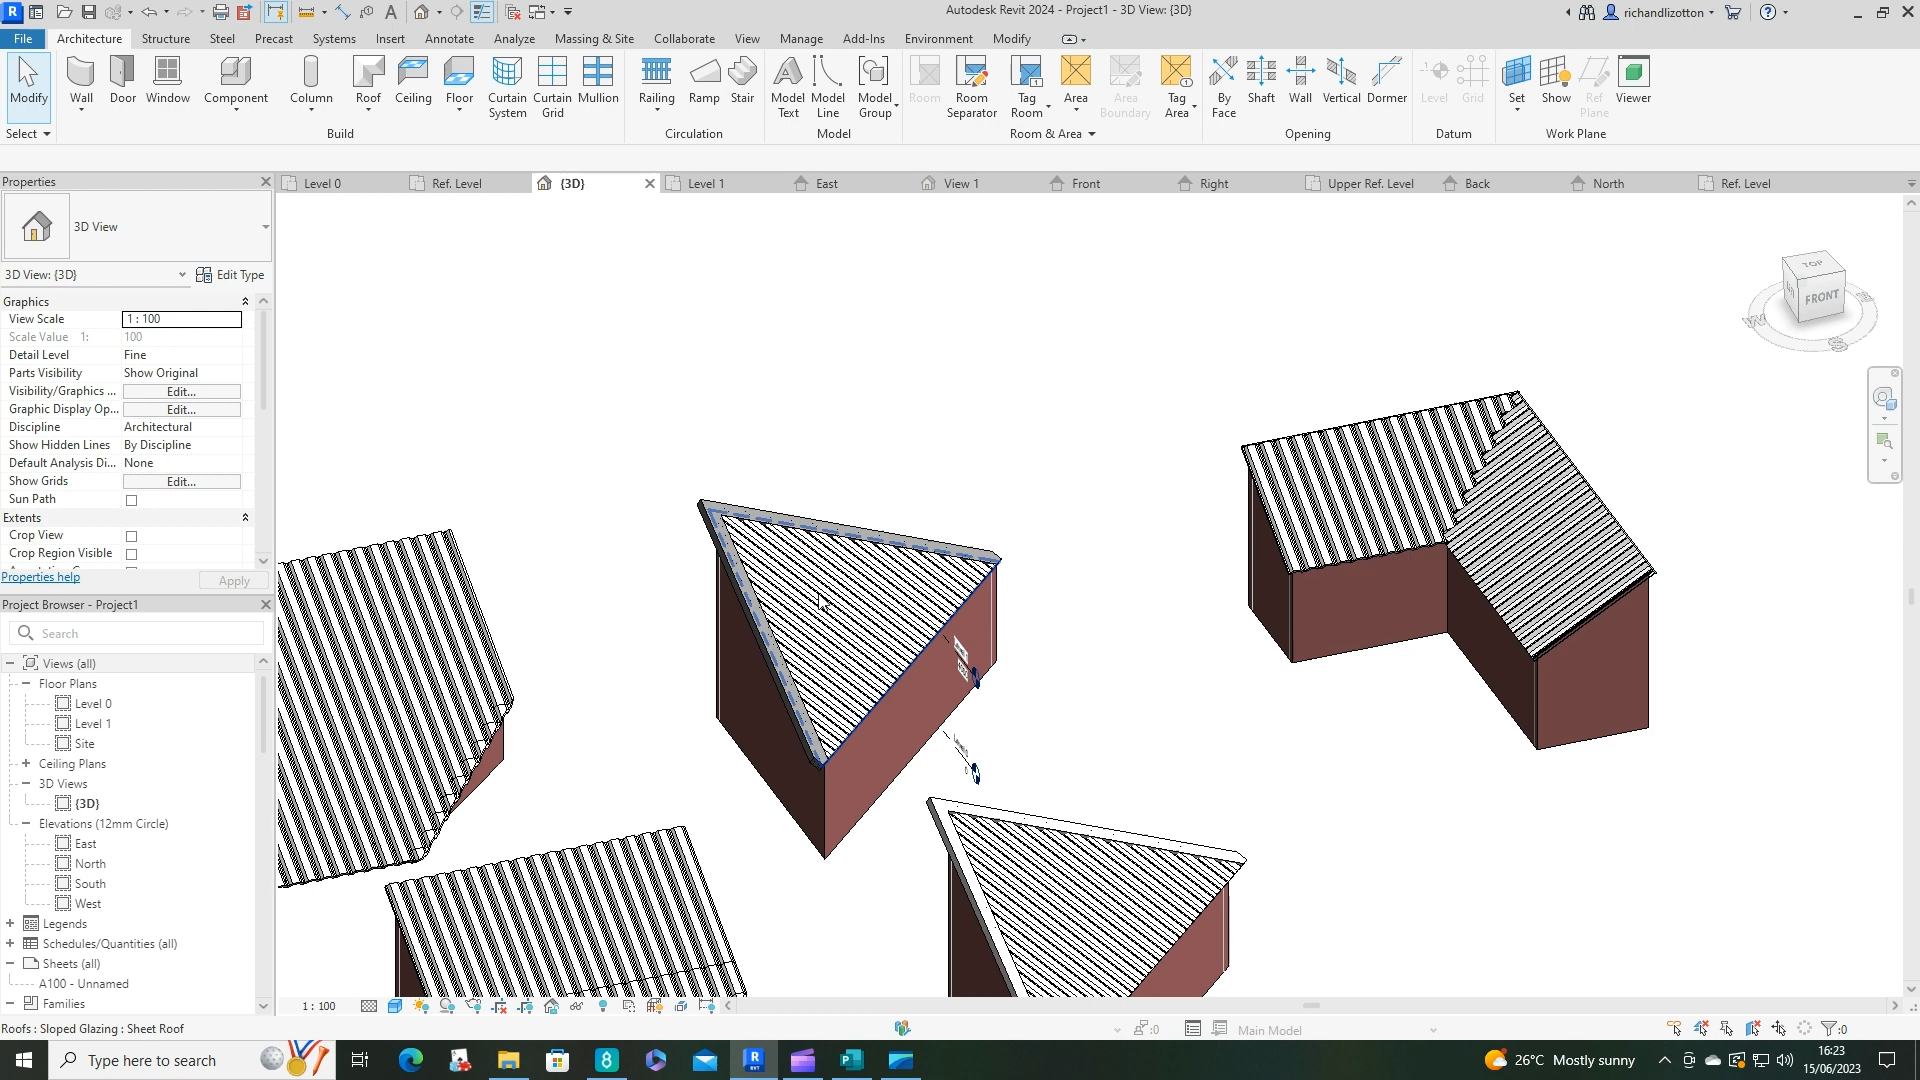 Autodesk Revit 2024 - Project1 - 3D View: {3D}
richandlizotton
File Architecture Structure Steel Precast Systems Insert Annotate Analyze Massing & Site Collaborate View Manage Add-Ins Environment Modify
Modify Wall Door Window Component Column Roof Ceiling Floor Curtain System Curtain Grid Mullion Railing Ramp Stair Model Text Model Line Model Group Room Room Separator Tag Room Area Area Boundary Tag Area By Face Shaft Wall Vertical Dormer Level Grid Set Show Ref Plane Viewer
Select Build Circulation Model Room & Area Opening Datum Work Plane
Properties
Level 0 Ref. Level {3D} Level 1 East View 1 Front Right Upper Ref. Level Back North Ref. Level
3D View
3D View: {3D} Edit Type
Graphics
View Scale 1 : 100
Scale Value 1: 100
Detail Level Fine
Parts Visibility Show Original
Visibility/Graphics ... Edit...
Graphic Display Op... Edit...
Discipline Architectural
Show Hidden Lines By Discipline
Default Analysis Di... None
Show Grids Edit...
Sun Path
Extents
Crop View
Crop Region Visible
Properties help Apply
Project Browser - Project1
Search
Views (all)
Floor Plans
Level 0
Level 1
Site
Ceiling Plans
3D Views
{3D}
Elevations (12mm Circle)
East
North
South
West
Legends
Schedules/Quantities (all)
Sheets (all)
A100 - Unnamed
Families
TOP
FRONT
1 : 100
Roofs : Sloped Glazing : Sheet Roof
:0 Main Model :0
Type here to search
26°C Mostly sunny
16:23
15/06/2023